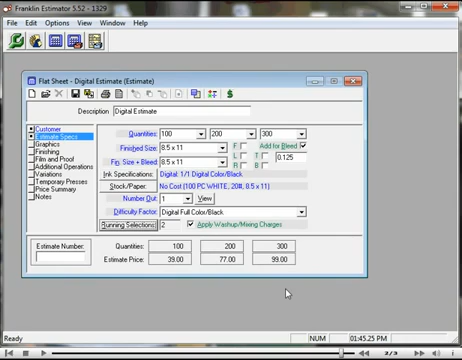 Franklin Estimator 5.52 - 1329
File Edit View Window Help
Flat Sheet - Digital Estimate (Estimate)
Description Digital Estimate
Customer
Estimate Specs
Graphics
Finishing
Film and Proof
Additional Operations
Variations
Temporary Presses
Price Summary
Notes
Quantities: 100 200 300
Finished Size: 8.5 x 11 F Add for Bleed
Fin. Size + Bleed: 8.5 x 11 L T 0.125
R B
Ink Specifications: Digital: 1/1 Digital Color/Black
Stock/Paper: No Cost (100 PC WHITE, 20#, 8.5 x 11)
Number Out: 1 View
Difficulty Factor: Digital Full Color/Black
Running Selections: 2 Apply Washup/Mixing Charges
Estimate Number: Quantities: 100 200 300
Estimate Price: 39.00 77.00 99.00
Ready NUM 01:45.25 PM
2/3